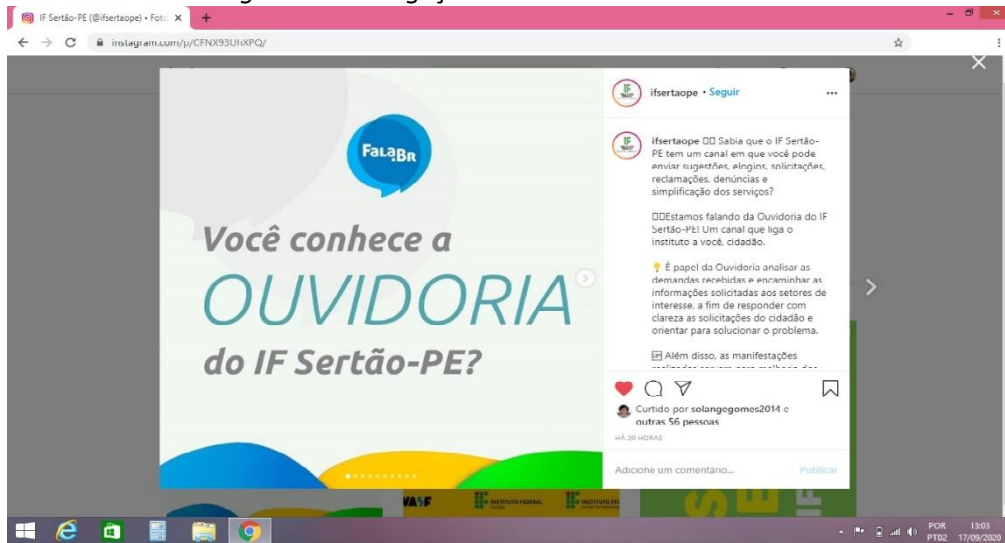 IF Sertão-PE (@ifsertaope) • Foto
instagram.com/p/CFNX93UhXPQ/
FALABR
Você conhece a
OUVIDORIA
do IF Sertão-PE?
ifsertaope • Seguir
ifsertaope Sabia que o IF Sertão-
PE tem um canal em que você pode
enviar sugestões, elogios, solicitações,
reclamações, denúncias e
simplificação dos serviços?
Estamos falando da Ouvidoria do IF
Sertão-PE! Um canal que liga o
instituto a você, cidadão.
É papel da Ouvidoria analisar as
demandas recebidas e encaminhar as
informações solicitadas aos setores de
interesse, a fim de responder com
clareza as solicitações do cidadão e
orientar para solucionar o problema.
Além disso, as manifestações
Curtido por solangegomes2014 e
outras 56 pessoas
HÁ 20 HORAS
Adicione um comentário... Publicar
VASF
INSTITUTO FEDERAL
POR 13:03
PTB2 17/09/2020